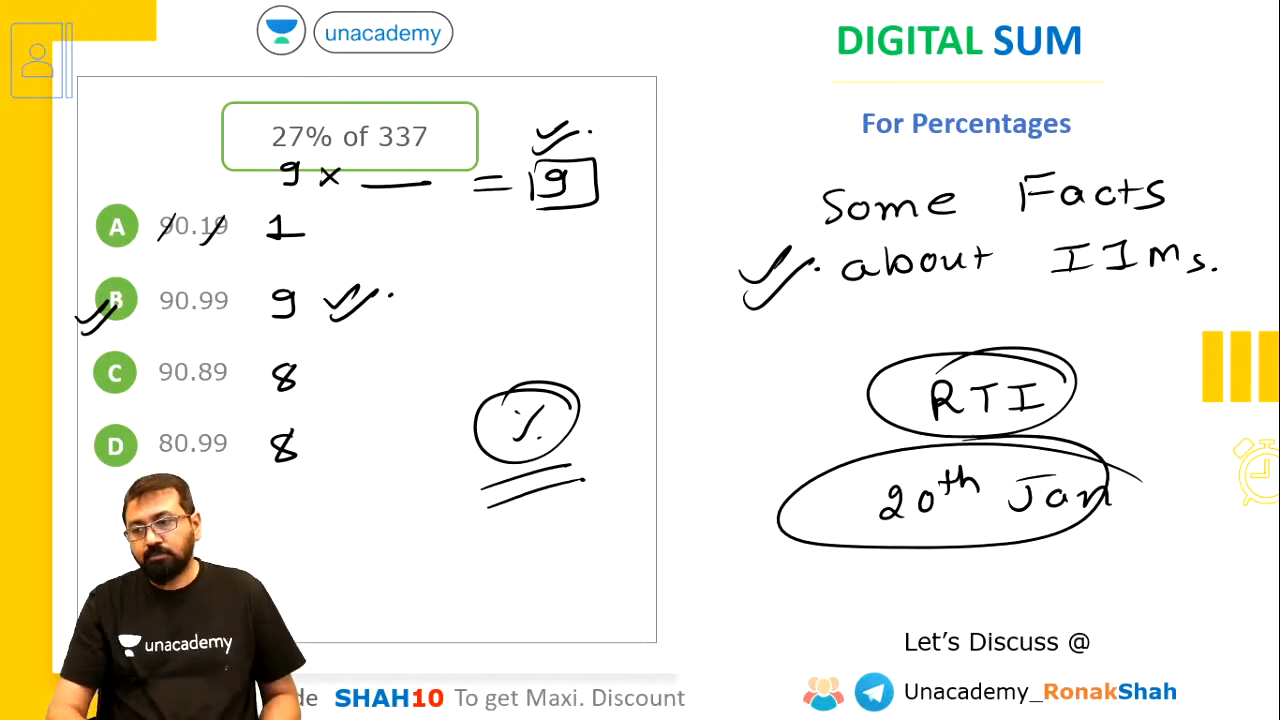 unacademy
DIGITAL SUM
For Percentages
27% of 337
9 × __ = 9
A 90.19 1
B 90.99 9
C 90.89 8
D 80.99 8
%
Some Facts
about IIMs.
RTI
20th Jan
unacademy
Let's Discuss @
Unacademy_RonakShah
de SHAH10 To get Maxi. Discount